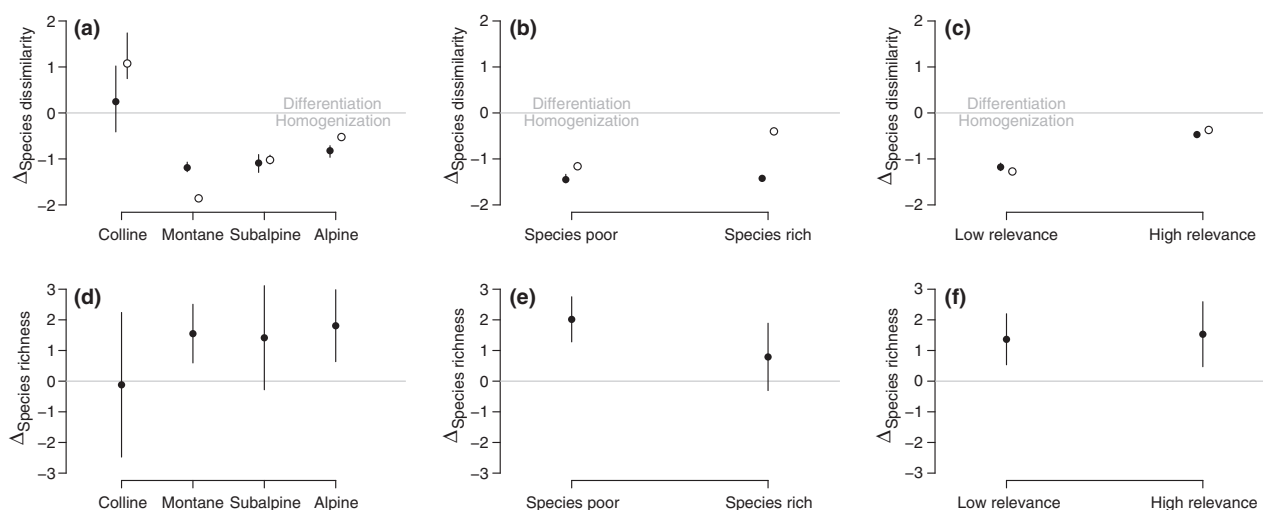 (a)
ΔSpecies dissimilarity
2
1
0
−1
−2
Differentiation
Homogenization
Colline Montane Subalpine Alpine
(b)
ΔSpecies dissimilarity
2
1
0
−1
−2
Differentiation
Homogenization
Species poor Species rich
(c)
ΔSpecies dissimilarity
2
1
0
−1
−2
Differentiation
Homogenization
Low relevance High relevance
(d)
ΔSpecies richness
3
2
1
0
−1
−2
−3
Colline Montane Subalpine Alpine
(e)
ΔSpecies richness
3
2
1
0
−1
−2
−3
Species poor Species rich
(f)
ΔSpecies richness
3
2
1
0
−1
−2
−3
Low relevance High relevance